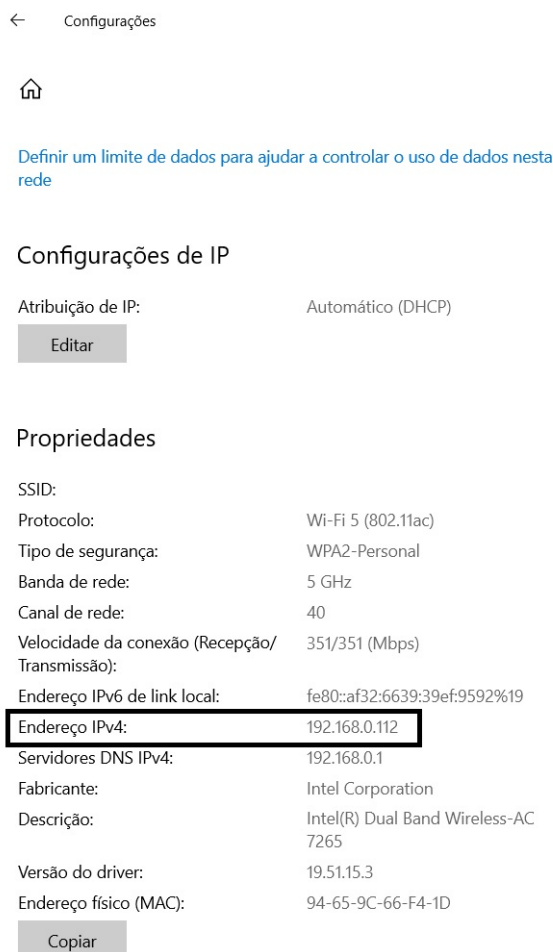 Configurações
Definir um limite de dados para ajudar a controlar o uso de dados nesta
rede
Configurações de IP
Atribuição de IP: Automático (DHCP)
Editar
Propriedades
SSID:
Protocolo: Wi-Fi 5 (802.11ac)
Tipo de segurança: WPA2-Personal
Banda de rede: 5 GHz
Canal de rede: 40
Velocidade da conexão (Recepção/ 351/351 (Mbps)
Transmissão):
Endereço IPv6 de link local: fe80::af32:6639:39ef:9592%19
Endereço IPv4: 192.168.0.112
Servidores DNS IPv4: 192.168.0.1
Fabricante: Intel Corporation
Descrição: Intel(R) Dual Band Wireless-AC
7265
Versão do driver: 19.51.15.3
Endereço físico (MAC): 94-65-9C-66-F4-1D
Copiar